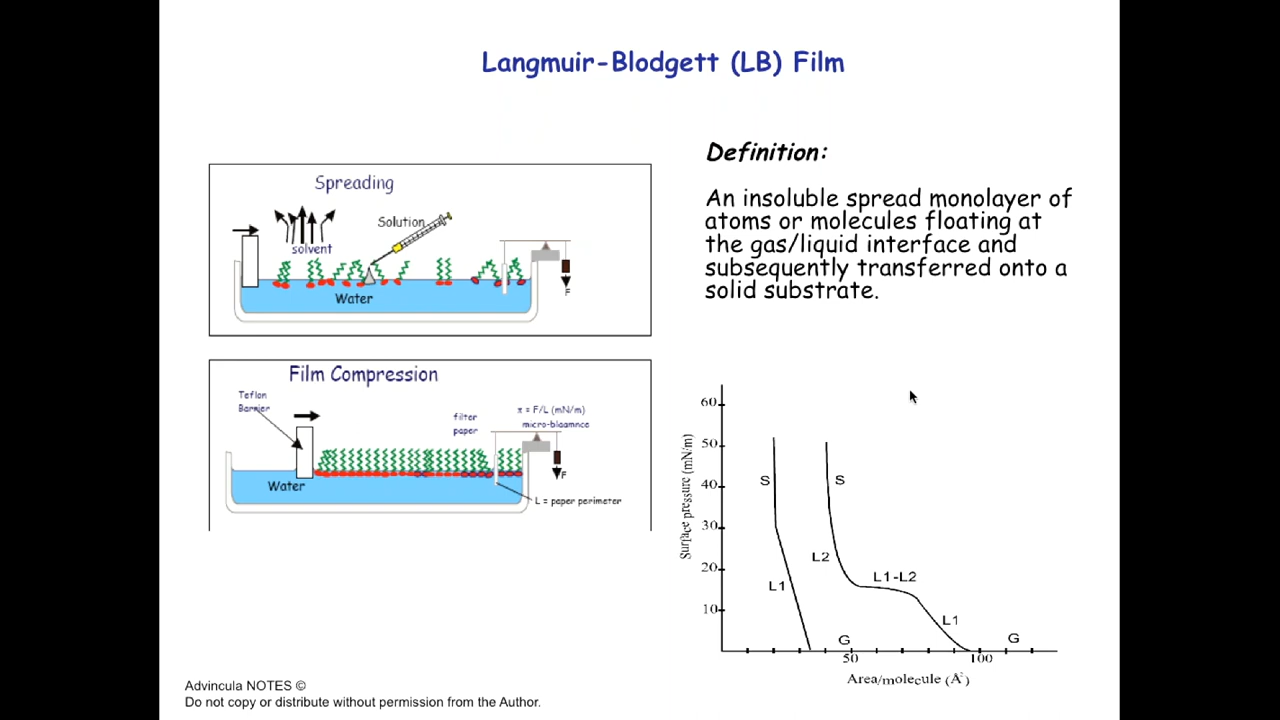 Langmuir-Blodgett (LB) Film
Definition:
An insoluble spread monolayer of
atoms or molecules floating at
the gas/liquid interface and
subsequently transferred onto a
solid substrate.
Spreading
Solution
solvent
Water
F
Film Compression
Teflon
Barrier
filter
paper
π = F/L (mN/m)
micro-blaamnce
F
Water
L = paper perimeter
Surface pressure (mN/m)
60
50
40
30
20
10
S
S
L2
L1
L1-L2
L1
G
G
50
100
Area/molecule (Å²)
Advincula NOTES ©
Do not copy or distribute without permission from the Author.